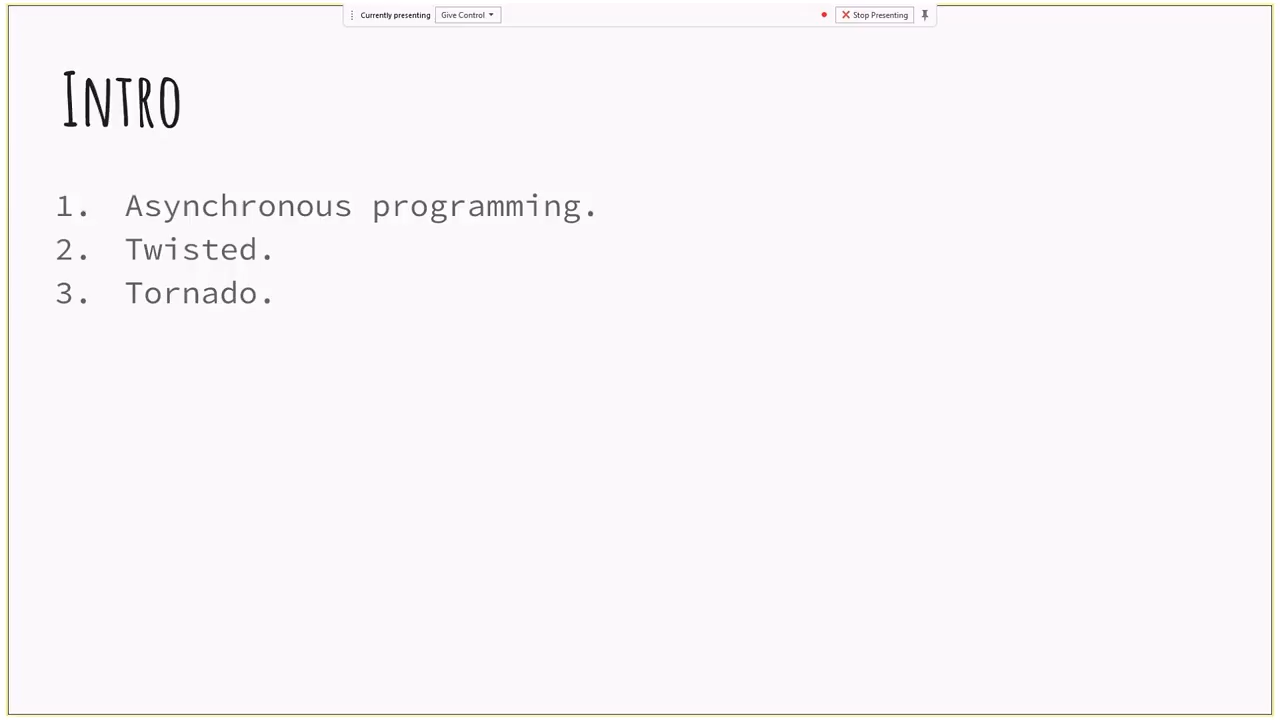 Currently presenting Give Control Stop Presenting
INTRO
1. Asynchronous programming.
2. Twisted.
3. Tornado.